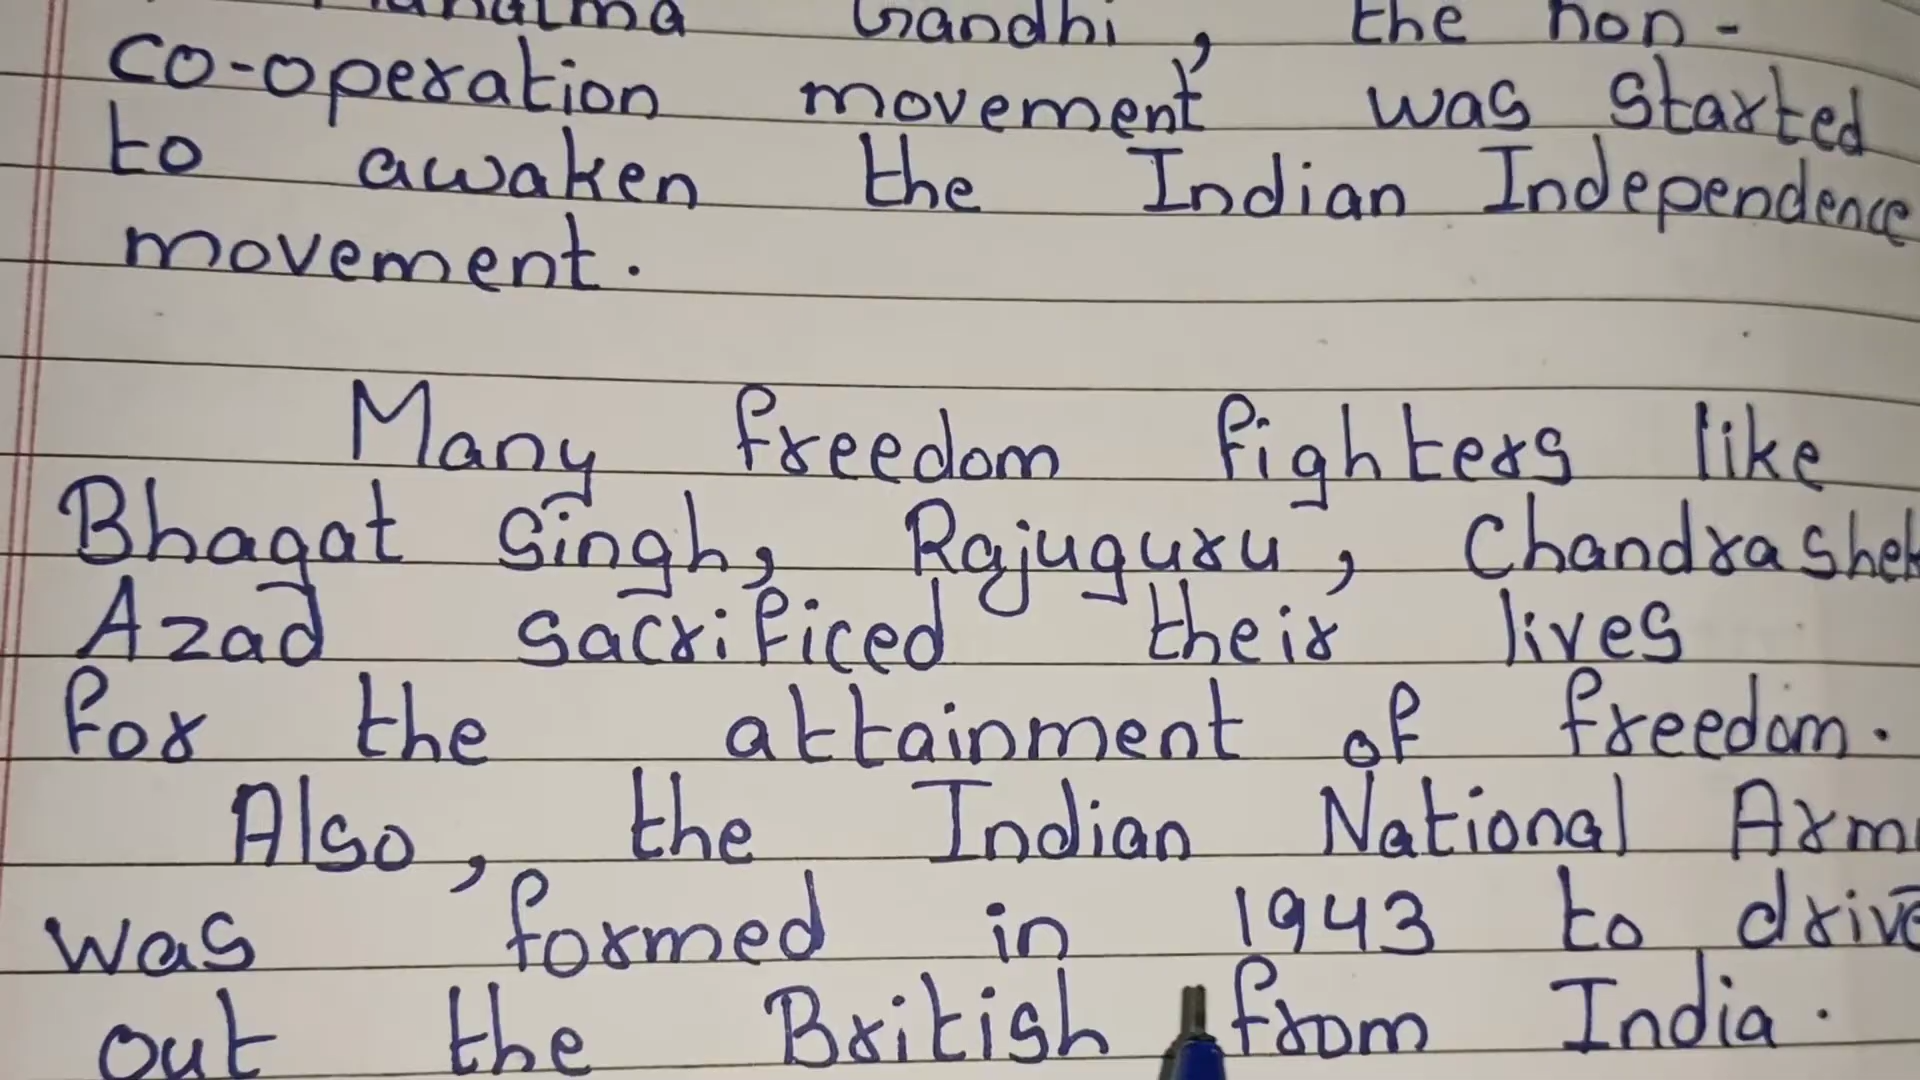 Mahatma Gandhi, the non-
co-operation movement was started
to awaken the Indian Independence
movement.
Many freedom fighters like
Bhagat Singh, Rajuguru, Chandrashek
Azad sacrificed their lives
for the attainment of freedom.
Also, the Indian National Arm
was formed in 1943 to drive
out the British from India.